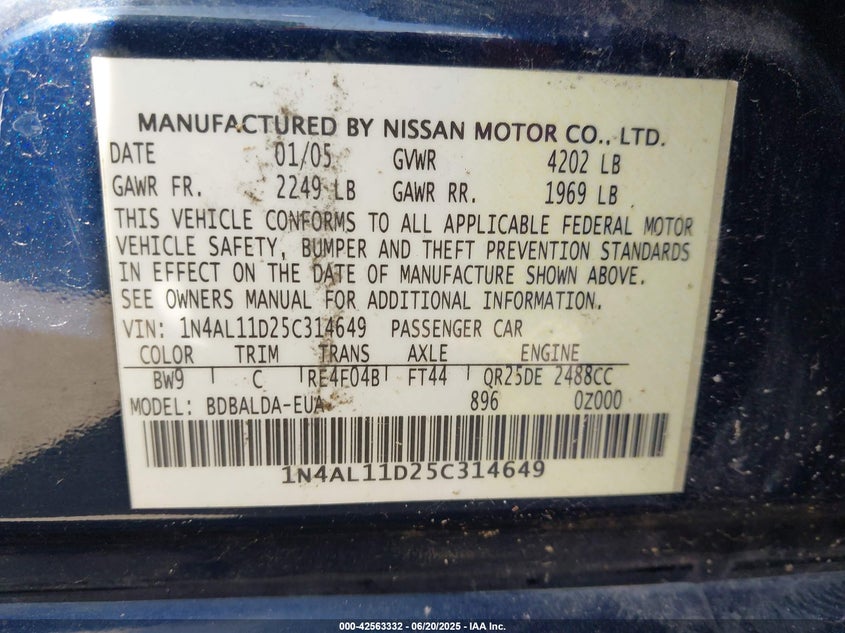 MANUFACTURED BY NISSAN MOTOR CO., LTD.
DATE 01/05 GVWR 4202 LB
GAWR FR. 2249 LB GAWR RR. 1969 LB
THIS VEHICLE CONFORMS TO ALL APPLICABLE FEDERAL MOTOR
VEHICLE SAFETY, BUMPER AND THEFT PREVENTION STANDARDS
IN EFFECT ON THE DATE OF MANUFACTURE SHOWN ABOVE.
SEE OWNERS MANUAL FOR ADDITIONAL INFORMATION.
VIN: 1N4AL11D25C314649 PASSENGER CAR
COLOR TRIM TRANS AXLE ENGINE
BW9 C RE4F04B FT44 QR25DE 2488CC
MODEL: BDBALDA-EUA 896 0Z000
1N4AL11D25C314649
000-42563332 - 06/20/2025 - IAA Inc.